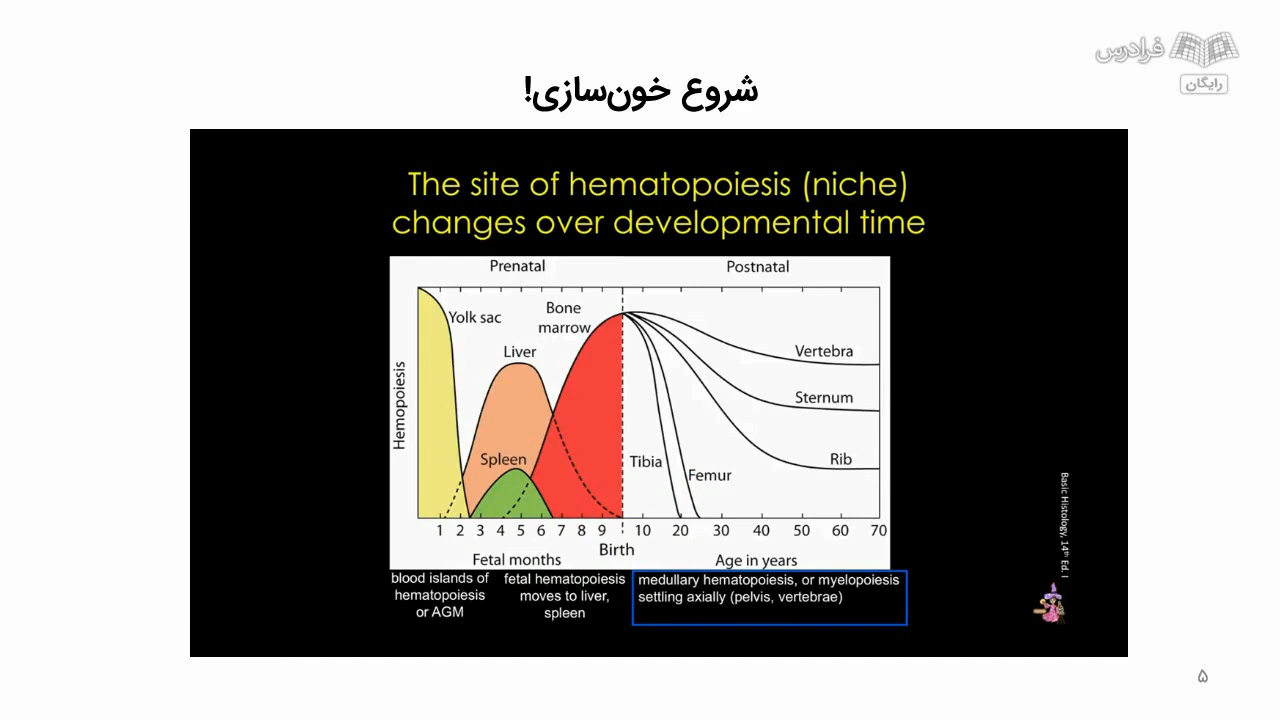 فرادرس
رایگان
شروع خون‌سازی!
The site of hematopoiesis (niche)
changes over developmental time
Prenatal
Postnatal
Yolk sac
Bone
marrow
Liver
Spleen
Hemopoiesis
Vertebra
Sternum
Rib
Tibia
Femur
1 2 3 4 5 6 7 8 9 10 20 30 40 50 60 70
Birth
Fetal months
Age in years
blood islands of
hematopoiesis
or AGM
fetal hematopoiesis
moves to liver,
spleen
medullary hematopoiesis, or myelopoiesis
settling axially (pelvis, vertebrae)
Basic Histology, 14th Ed. I
۵